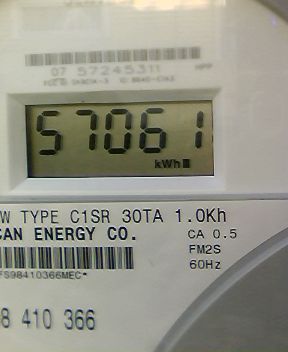 07 57245311
57061
kWh
W TYPE C1SR 30TA 1.0Kh
CAN ENERGY CO.
CA 0.5
FM2S
60Hz
FS98410366MEC*
8 410 366